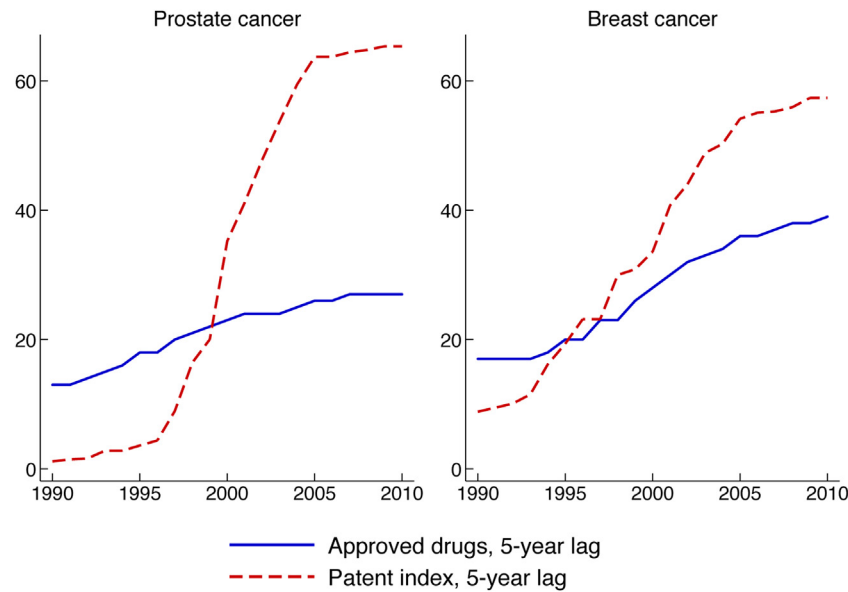 Prostate cancer
Breast cancer
60
40
20
0
1990 1995 2000 2005 2010
60
40
20
0
1990 1995 2000 2005 2010
Approved drugs, 5-year lag
Patent index, 5-year lag